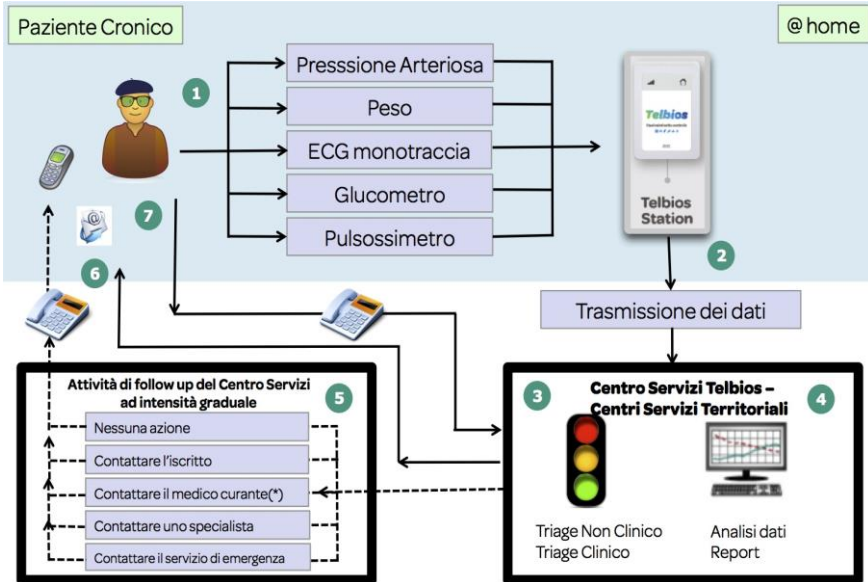 Paziente Cronico
@ home
1
Presssione Arteriosa
Peso
ECG monotraccia
Glucometro
Pulsossimetro
Telbios
Telbios
Station
7
2
6
Trasmissione dei dati
Attività di follow up del Centro Servizi
ad intensità graduale
5
Nessuna azione
Contattare l'iscritto
Contattare il medico curante(*)
Contattare uno specialista
Contattare il servizio di emergenza
3
Centro Servizi Telbios –
Centri Servizi Territoriali
4
Triage Non Clinico
Triage Clinico
Analisi dati
Report